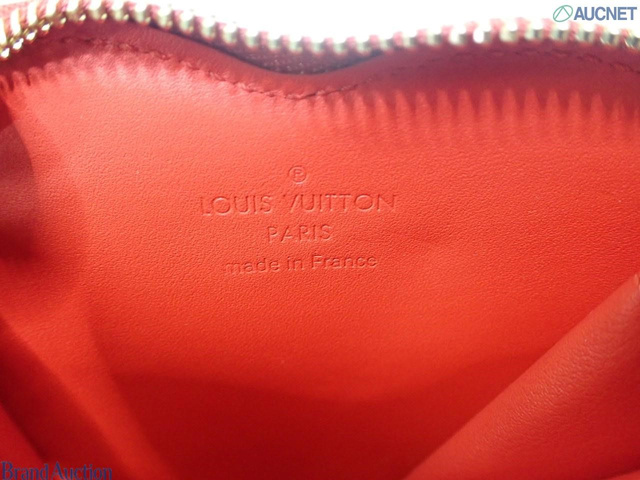 AUCNET
®
LOUIS VUITTON
PARIS
made in France
Brand Auction